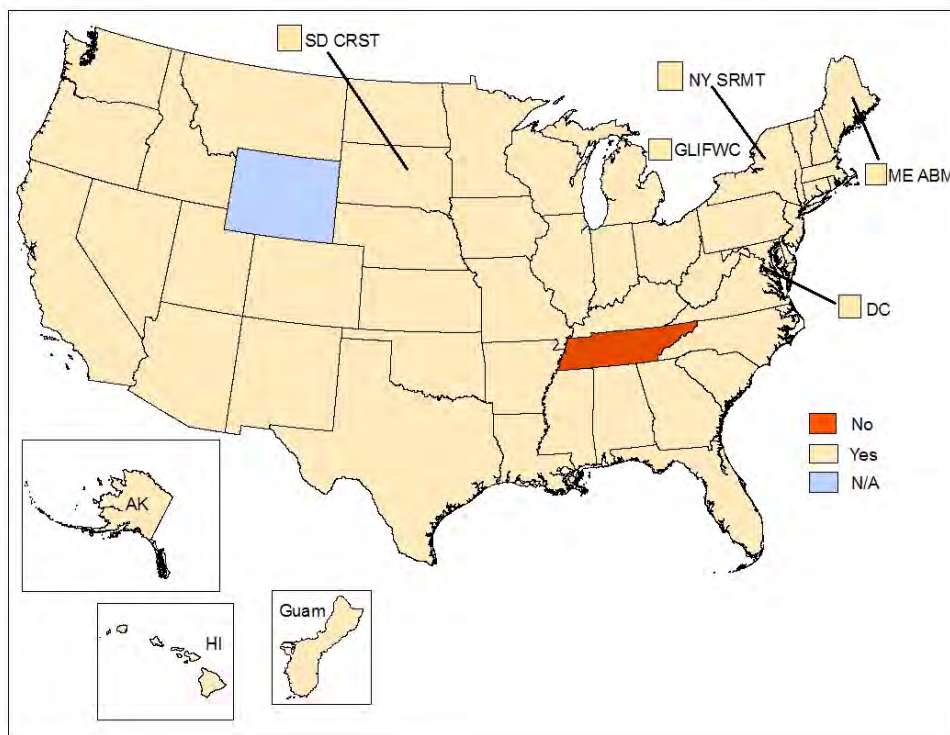 SD CRST
NY SRMT
GLIFWC
ME ABM
DC
No
Yes
N/A
AK
HI
Guam